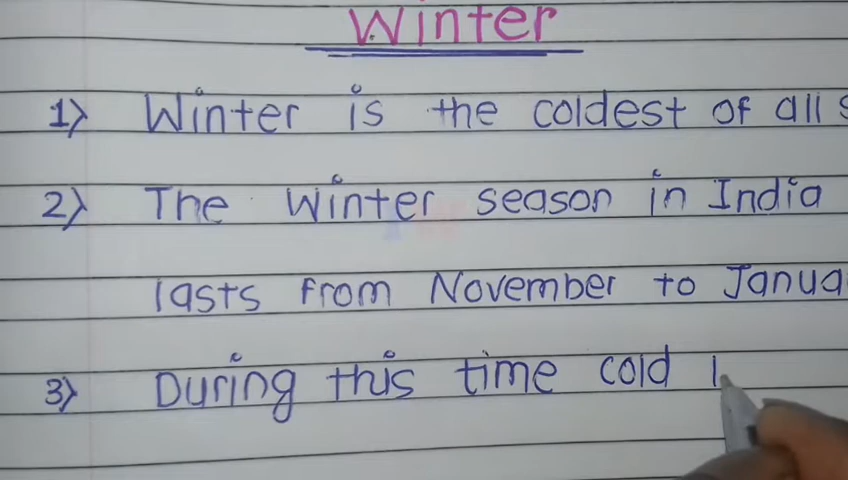 Winter
1) Winter is the coldest of all s
2) The Winter season in India
lasts from November to Janua
3) During this time cold